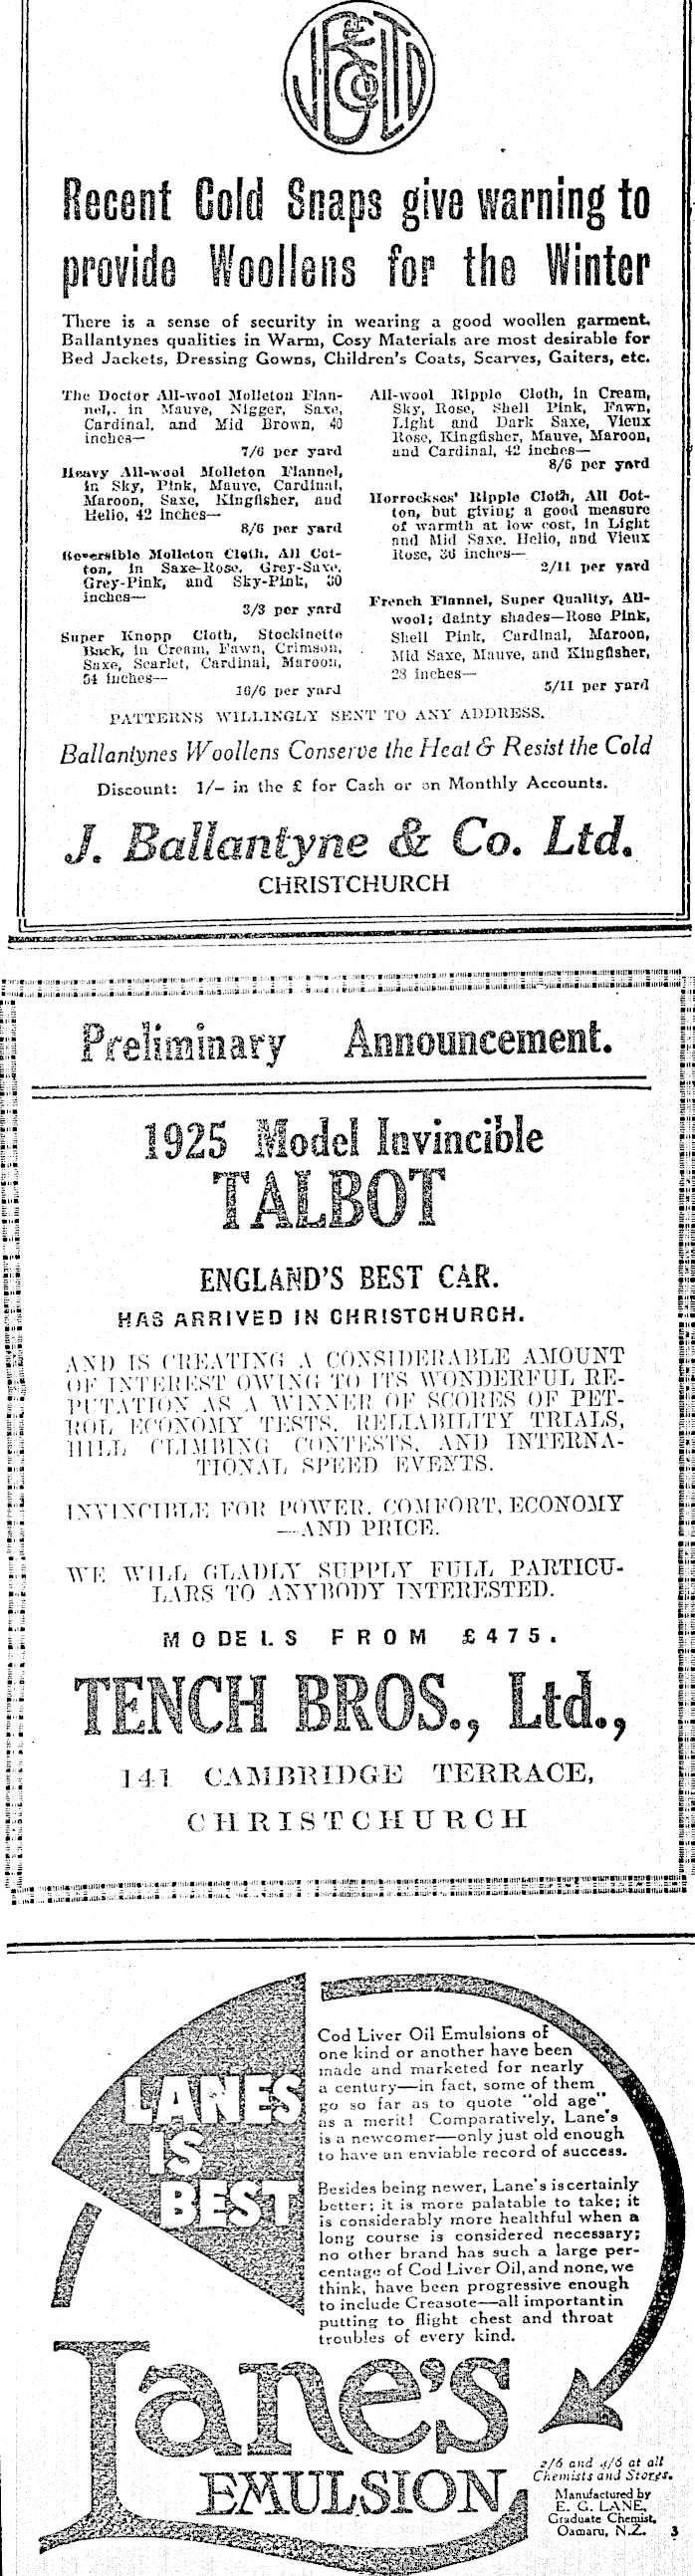 JB&CoLTD
Recent Cold Snaps give warning to
provide Woollens for the Winter
There is a sense of security in wearing a good woollen garment.
Ballantynes qualities in Warm, Cosy Materials are most desirable for
Bed Jackets, Dressing Gowns, Children's Coats, Scarves, Gaiters, etc.
The Doctor All-wool Molleton Flan-
nel, in Mauve, Nigger, Saxe,
Cardinal, and Mid Brown, 40
inches—
7/6 per yard
Heavy All-wool Molleton Flannel,
in Sky, Pink, Mauve, Cardinal,
Maroon, Saxe, Kingfisher, and
Helio, 42 inches—
8/6 per yard
Reversible Molleton Cloth, All Cot-
ton, in Saxe-Rose, Grey-Saxe,
Grey-Pink, and Sky-Pink, 30
inches—
3/3 per yard
Super Knopp Cloth, Stockinette
Back, in Cream, Fawn, Crimson,
Saxe, Scarlet, Cardinal, Maroon,
54 inches—
16/6 per yard
All-wool Ripple Cloth, in Cream,
Sky, Rose, Shell Pink, Fawn,
Light and Dark Saxe, Vieux
Rose, Kingfisher, Mauve, Maroon,
and Cardinal, 42 inches—
8/6 per yard
Horrockses' Ripple Cloth, All Cot-
ton, but giving a good measure
of warmth at low cost, in Light
and Mid Saxe, Helio, and Vieux
Rose, 36 inches—
2/11 per yard
French Flannel, Super Quality, All-
wool; dainty shades—Rose Pink,
Shell Pink, Cardinal, Maroon,
Mid Saxe, Mauve, and Kingfisher,
28 inches—
5/11 per yard
PATTERNS WILLINGLY SENT TO ANY ADDRESS.
Ballantynes Woollens Conserve the Heat & Resist the Cold
Discount: 1/- in the £ for Cash or on Monthly Accounts.
J. Ballantyne & Co. Ltd.
CHRISTCHURCH
Preliminary Announcement.
1925 Model Invincible
TALBOT
ENGLAND'S BEST CAR.
HAS ARRIVED IN CHRISTCHURCH.
AND IS CREATING A CONSIDERABLE AMOUNT
OF INTEREST OWING TO ITS WONDERFUL RE-
PUTATION AS A WINNER OF SCORES OF PET-
ROL ECONOMY TESTS, RELIABILITY TRIALS,
HILL CLIMBING CONTESTS, AND INTERNA-
TIONAL SPEED EVENTS.
INVINCIBLE FOR POWER, COMFORT, ECONOMY
—AND PRICE.
WE WILL GLADLY SUPPLY FULL PARTICU-
LARS TO ANYBODY INTERESTED.
MODELS FROM £475.
TENCH BROS., Ltd.,
141 CAMBRIDGE TERRACE,
CHRISTCHURCH
LANES
IS
BEST
Cod Liver Oil Emulsions of
one kind or another have been
made and marketed for nearly
a century—in fact, some of them
go so far as to quote "old age"
as a merit! Comparatively, Lane's
is a newcomer—only just old enough
to have an enviable record of success.
Besides being newer, Lane's is certainly
better; it is more palatable to take; it
is considerably more healthful when a
long course is considered necessary;
no other brand has such a large per-
centage of Cod Liver Oil, and none, we
think, have been progressive enough
to include Creasote—all important in
putting to flight chest and throat
troubles of every kind.
Lane's
EMULSION
2/6 and 4/6 at all
Chemists and Stores.
Manufactured by
E. G. LANE,
Graduate Chemist,
Oamaru, N.Z. 3